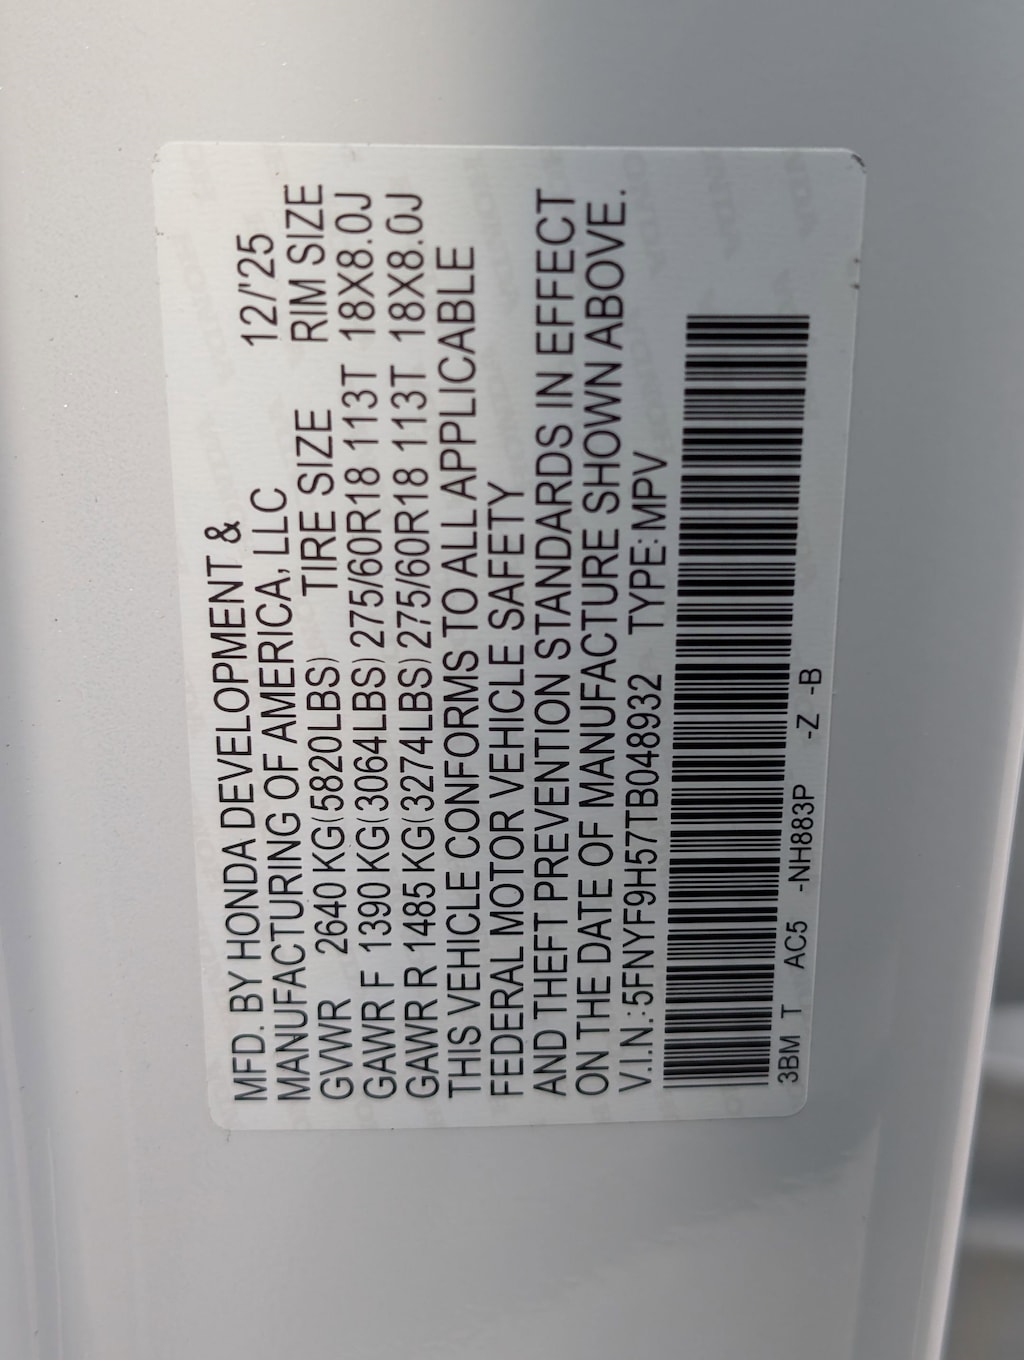 MFD. BY HONDA DEVELOPMENT &
MANUFACTURING OF AMERICA, LLC 12/'25
GVWR 2640 KG(5820LBS) TIRE SIZE RIM SIZE
GAWR F 1390 KG(3064LBS) 275/60R18 113T 18X8.0J
GAWR R 1485 KG(3274LBS) 275/60R18 113T 18X8.0J
THIS VEHICLE CONFORMS TO ALL APPLICABLE
FEDERAL MOTOR VEHICLE SAFETY
AND THEFT PREVENTION STANDARDS IN EFFECT
ON THE DATE OF MANUFACTURE SHOWN ABOVE.
V.I.N.:5FNYF9H57TB048932 TYPE:MPV
3BM T AC5 -NH883P -Z -B